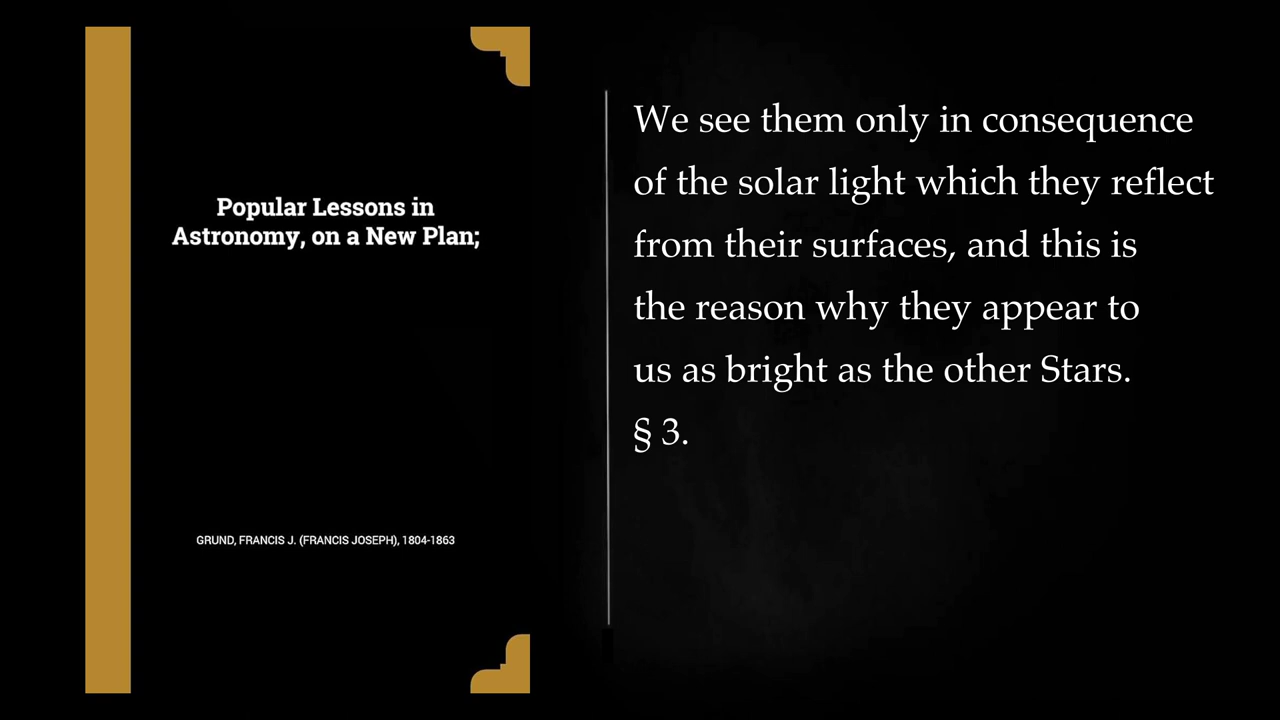 Popular Lessons in
Astronomy, on a New Plan;
GRUND, FRANCIS J. (FRANCIS JOSEPH), 1804-1863
We see them only in consequence
of the solar light which they reflect
from their surfaces, and this is
the reason why they appear to
us as bright as the other Stars.
§ 3.